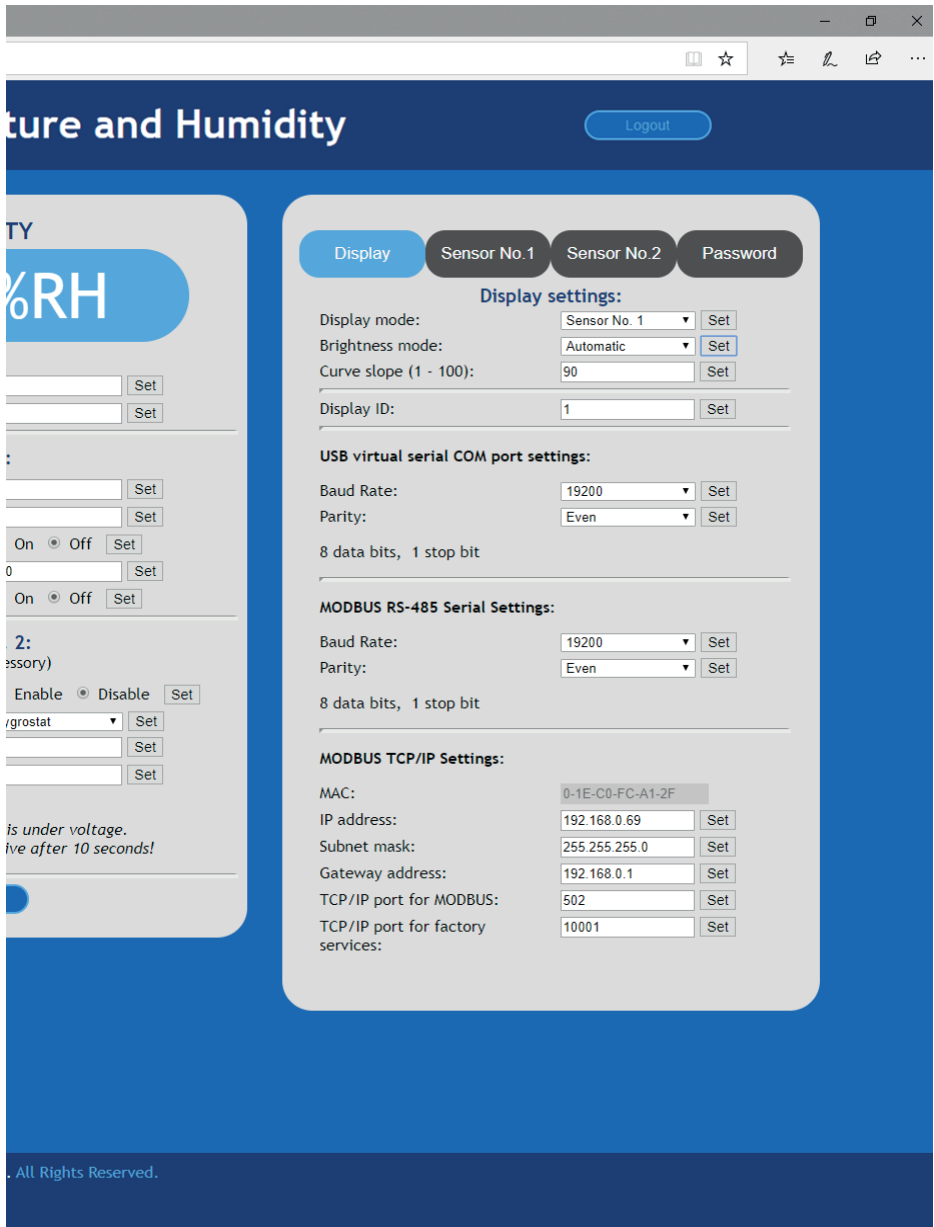 ture and Humidity
Logout
TY
%RH
Set
Set
:
Set
Set
On Off Set
0 Set
On Off Set
2:
essory)
Enable Disable Set
ygrostat Set
Set
Set
is under voltage.
ive after 10 seconds!
Display Sensor No.1 Sensor No.2 Password
Display settings:
Display mode: Sensor No. 1 Set
Brightness mode: Automatic Set
Curve slope (1 - 100): 90 Set
Display ID: 1 Set
USB virtual serial COM port settings:
Baud Rate: 19200 Set
Parity: Even Set
8 data bits, 1 stop bit
MODBUS RS-485 Serial Settings:
Baud Rate: 19200 Set
Parity: Even Set
8 data bits, 1 stop bit
MODBUS TCP/IP Settings:
MAC: 0-1E-C0-FC-A1-2F
IP address: 192.168.0.69 Set
Subnet mask: 255.255.255.0 Set
Gateway address: 192.168.0.1 Set
TCP/IP port for MODBUS: 502 Set
TCP/IP port for factory 10001 Set
services:
. All Rights Reserved.